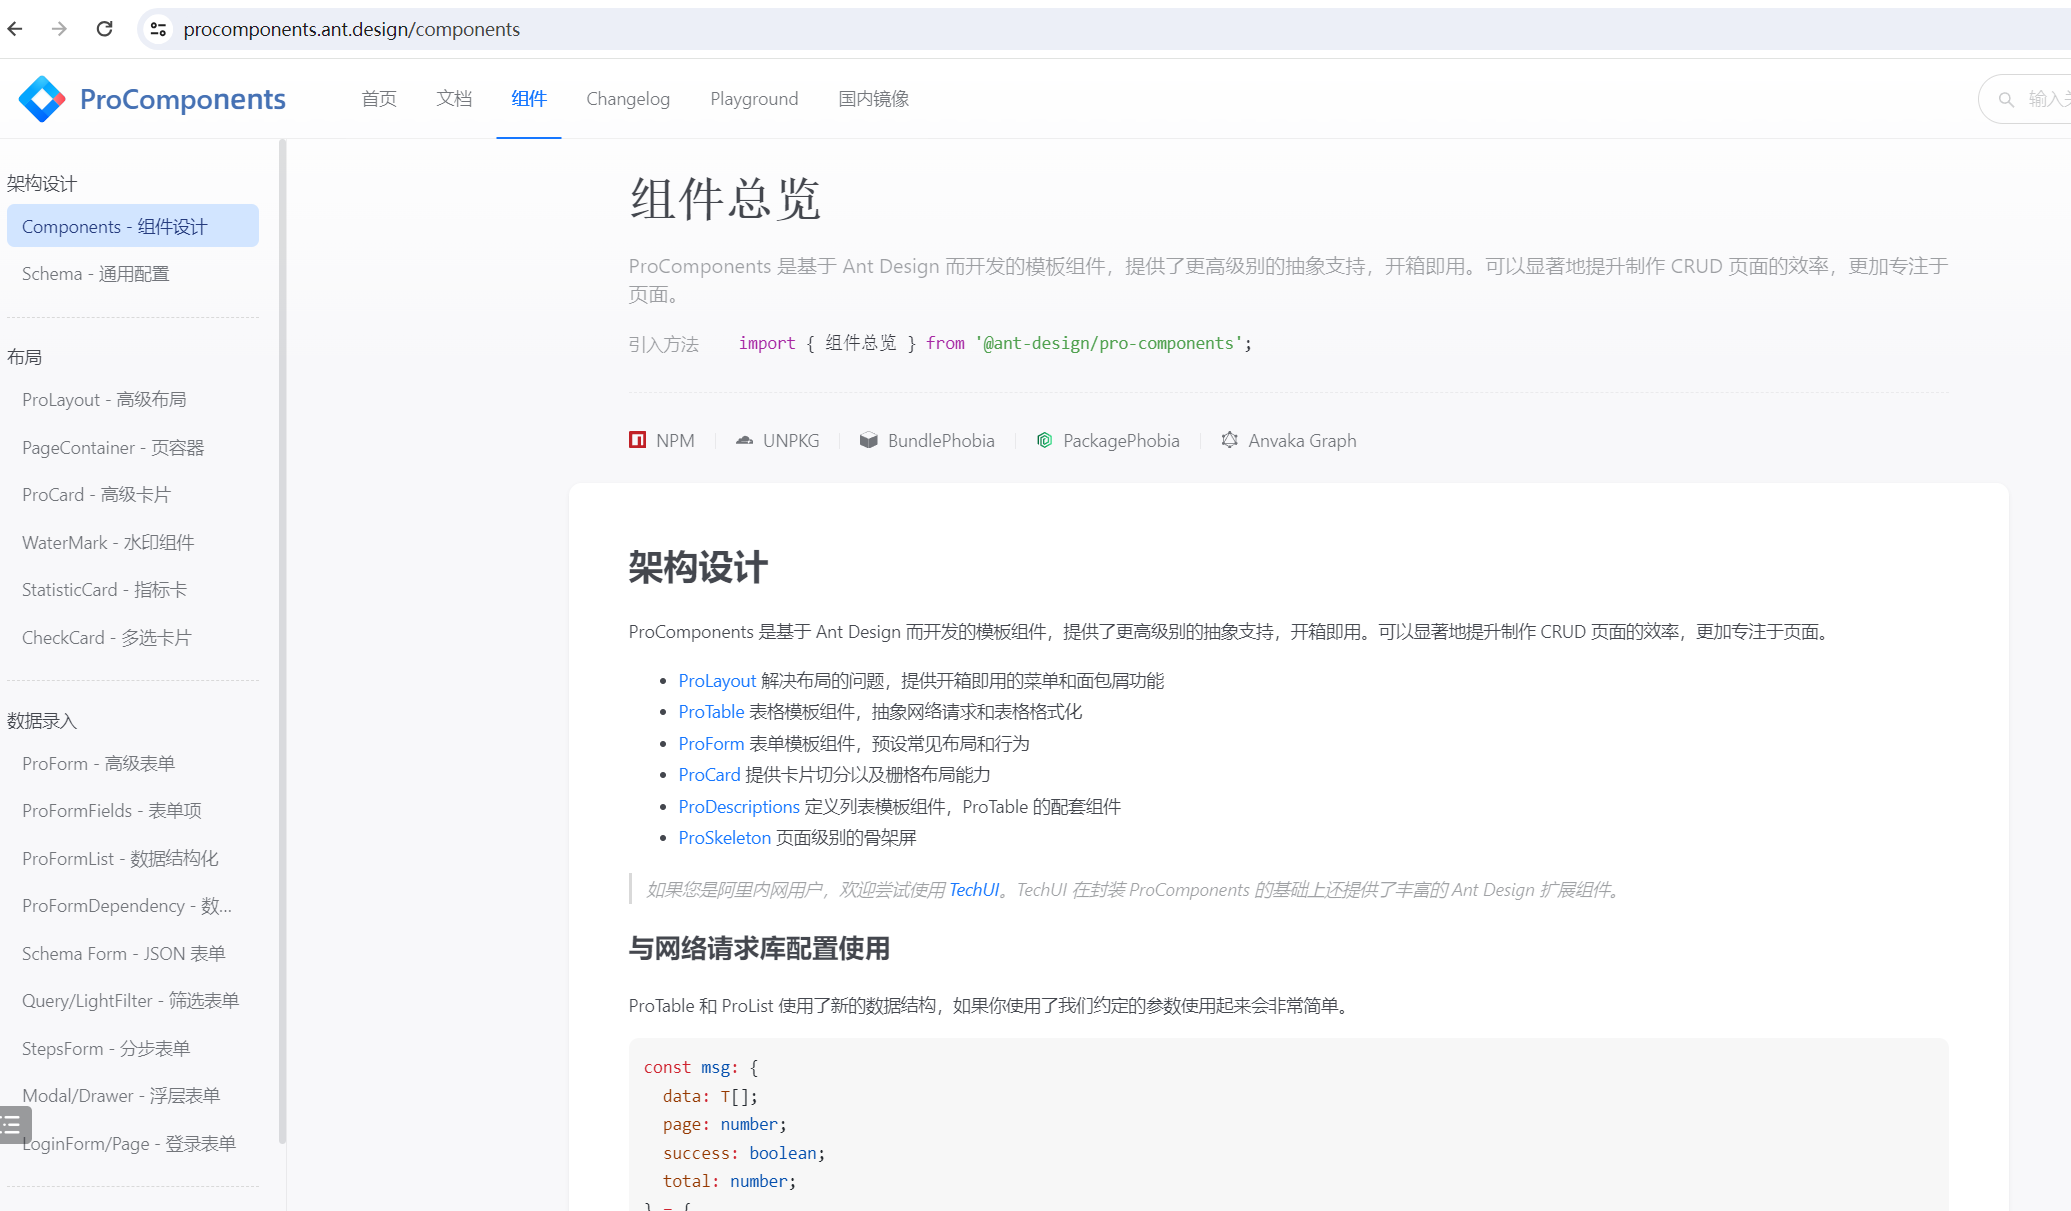 procomponents.ant.design/components
ProComponents
首页 文档 组件 Changelog Playground 国内镜像
架构设计
Components - 组件设计
Schema - 通用配置
布局
ProLayout - 高级布局
PageContainer - 页容器
ProCard - 高级卡片
WaterMark - 水印组件
StatisticCard - 指标卡
CheckCard - 多选卡片
数据录入
ProForm - 高级表单
ProFormFields - 表单项
ProFormList - 数据结构化
ProFormDependency - 数...
Schema Form - JSON 表单
Query/LightFilter - 筛选表单
StepsForm - 分步表单
Modal/Drawer - 浮层表单
LoginForm/Page - 登录表单
组件总览
ProComponents 是基于 Ant Design 而开发的模板组件，提供了更高级别的抽象支持，开箱即用。可以显著地提升制作 CRUD 页面的效率，更加专注于
页面。
引入方法 import { 组件总览 } from '@ant-design/pro-components';
NPM UNPKG BundlePhobia PackagePhobia Anvaka Graph
架构设计
ProComponents 是基于 Ant Design 而开发的模板组件，提供了更高级别的抽象支持，开箱即用。可以显著地提升制作 CRUD 页面的效率，更加专注于页面。
ProLayout 解决布局的问题，提供开箱即用的菜单和面包屑功能
ProTable 表格模板组件，抽象网络请求和表格格式化
ProForm 表单模板组件，预设常见布局和行为
ProCard 提供卡片切分以及栅格布局能力
ProDescriptions 定义列表模板组件，ProTable 的配套组件
ProSkeleton 页面级别的骨架屏
如果您是阿里内网用户，欢迎尝试使用 TechUI。TechUI 在封装 ProComponents 的基础上还提供了丰富的 Ant Design 扩展组件。
与网络请求库配置使用
ProTable 和 ProList 使用了新的数据结构，如果你使用了我们约定的参数使用起来会非常简单。
const msg: {
data: T[];
page: number;
success: boolean;
total: number;
} = {
输入